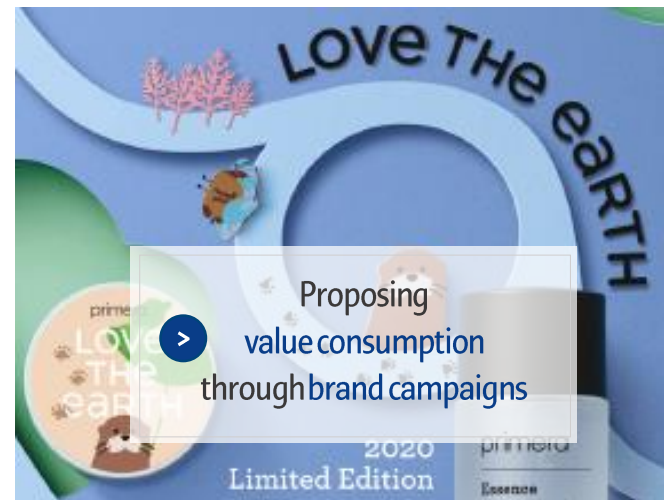 LOVE THE eaRTH
Proposing
value consumption
through brand campaigns
>
primera
LOVE
THE
eaRTH
2020
Limited Edition
primera
Essence